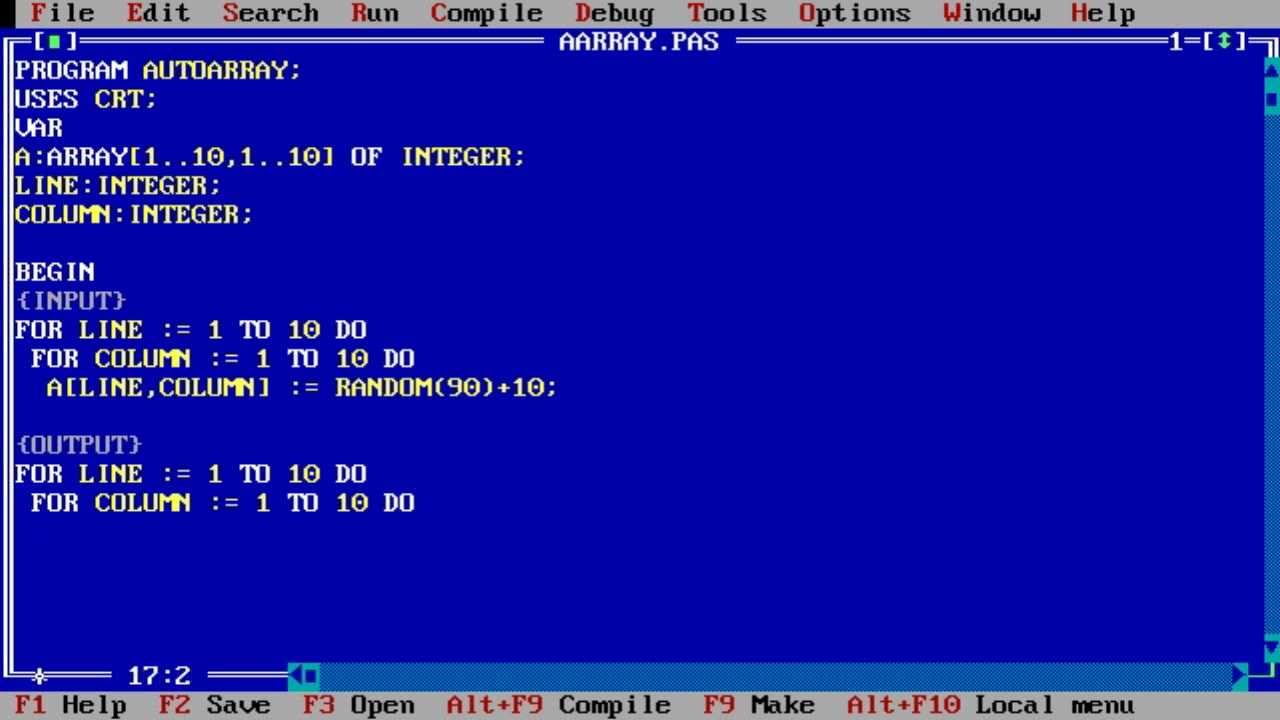 File Edit Search Run Compile Debug Tools Options Window Help
AARRAY.PAS 1
PROGRAM AUTOARRAY;
USES CRT;
VAR
A:ARRAY[1..10,1..10] OF INTEGER;
LINE:INTEGER;
COLUMN:INTEGER;
BEGIN
{INPUT}
FOR LINE := 1 TO 10 DO
FOR COLUMN := 1 TO 10 DO
A[LINE,COLUMN] := RANDOM(90)+10;
{OUTPUT}
FOR LINE := 1 TO 10 DO
FOR COLUMN := 1 TO 10 DO
17:2
F1 Help F2 Save F3 Open Alt+F9 Compile F9 Make Alt+F10 Local menu